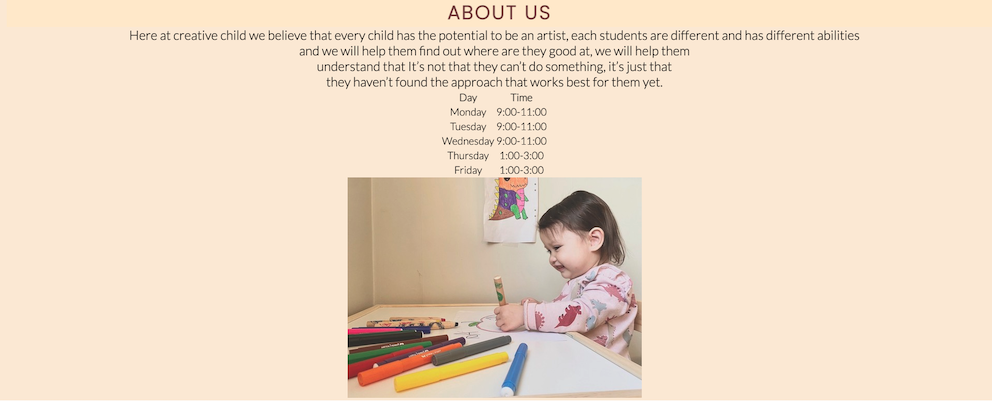 ABOUT US
Here at creative child we believe that every child has the potential to be an artist, each students are different and has different abilities
and we will help them find out where are they good at, we will help them
understand that It's not that they can't do something, it's just that
they haven't found the approach that works best for them yet.
Day Time
Monday 9:00-11:00
Tuesday 9:00-11:00
Wednesday 9:00-11:00
Thursday 1:00-3:00
Friday 1:00-3:00